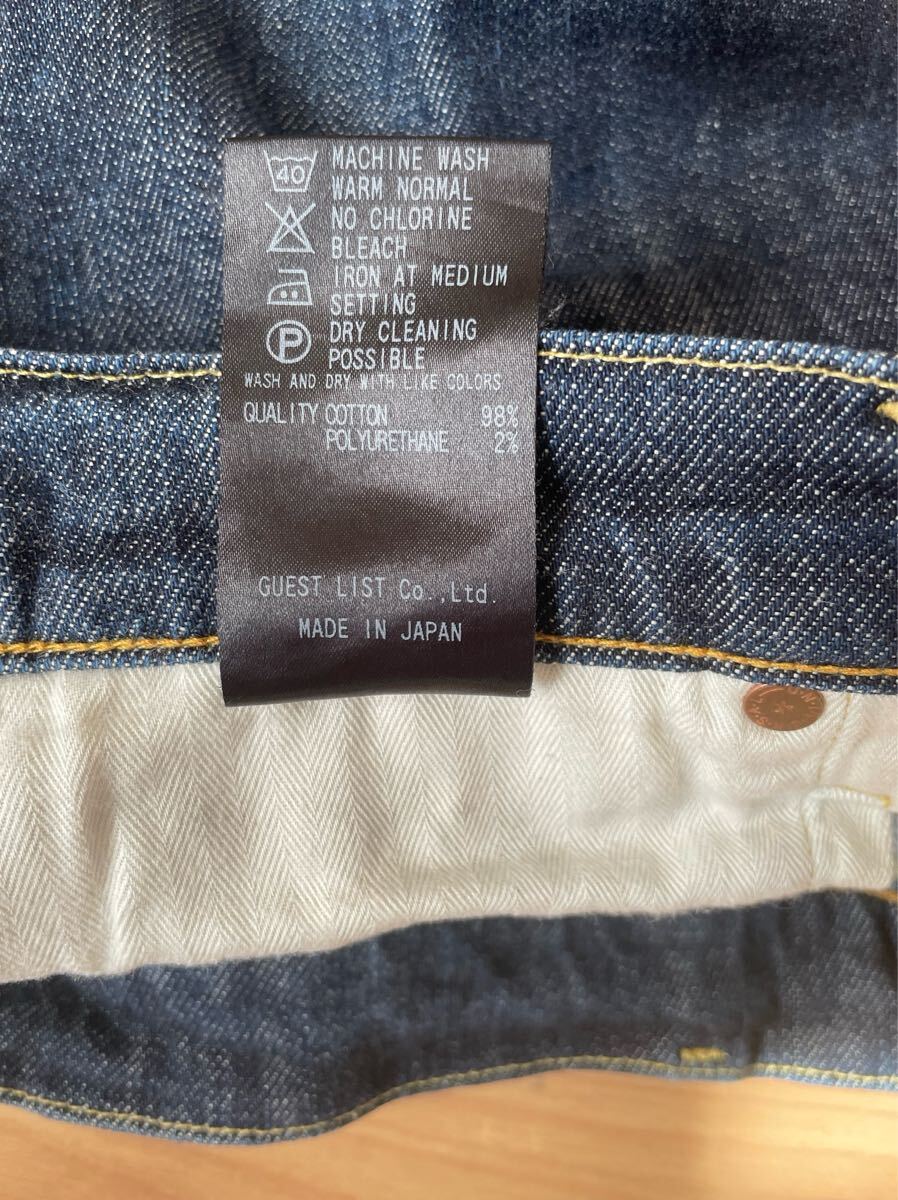 40 MACHINE WASH
WARM NORMAL
NO CHLORINE
BLEACH
IRON AT MEDIUM
SETTING
P DRY CLEANING
POSSIBLE
WASH AND DRY WITH LIKE COLORS
QUALITY COTTON 98%
POLYURETHANE 2%
GUEST LIST Co.,Ltd.
MADE IN JAPAN